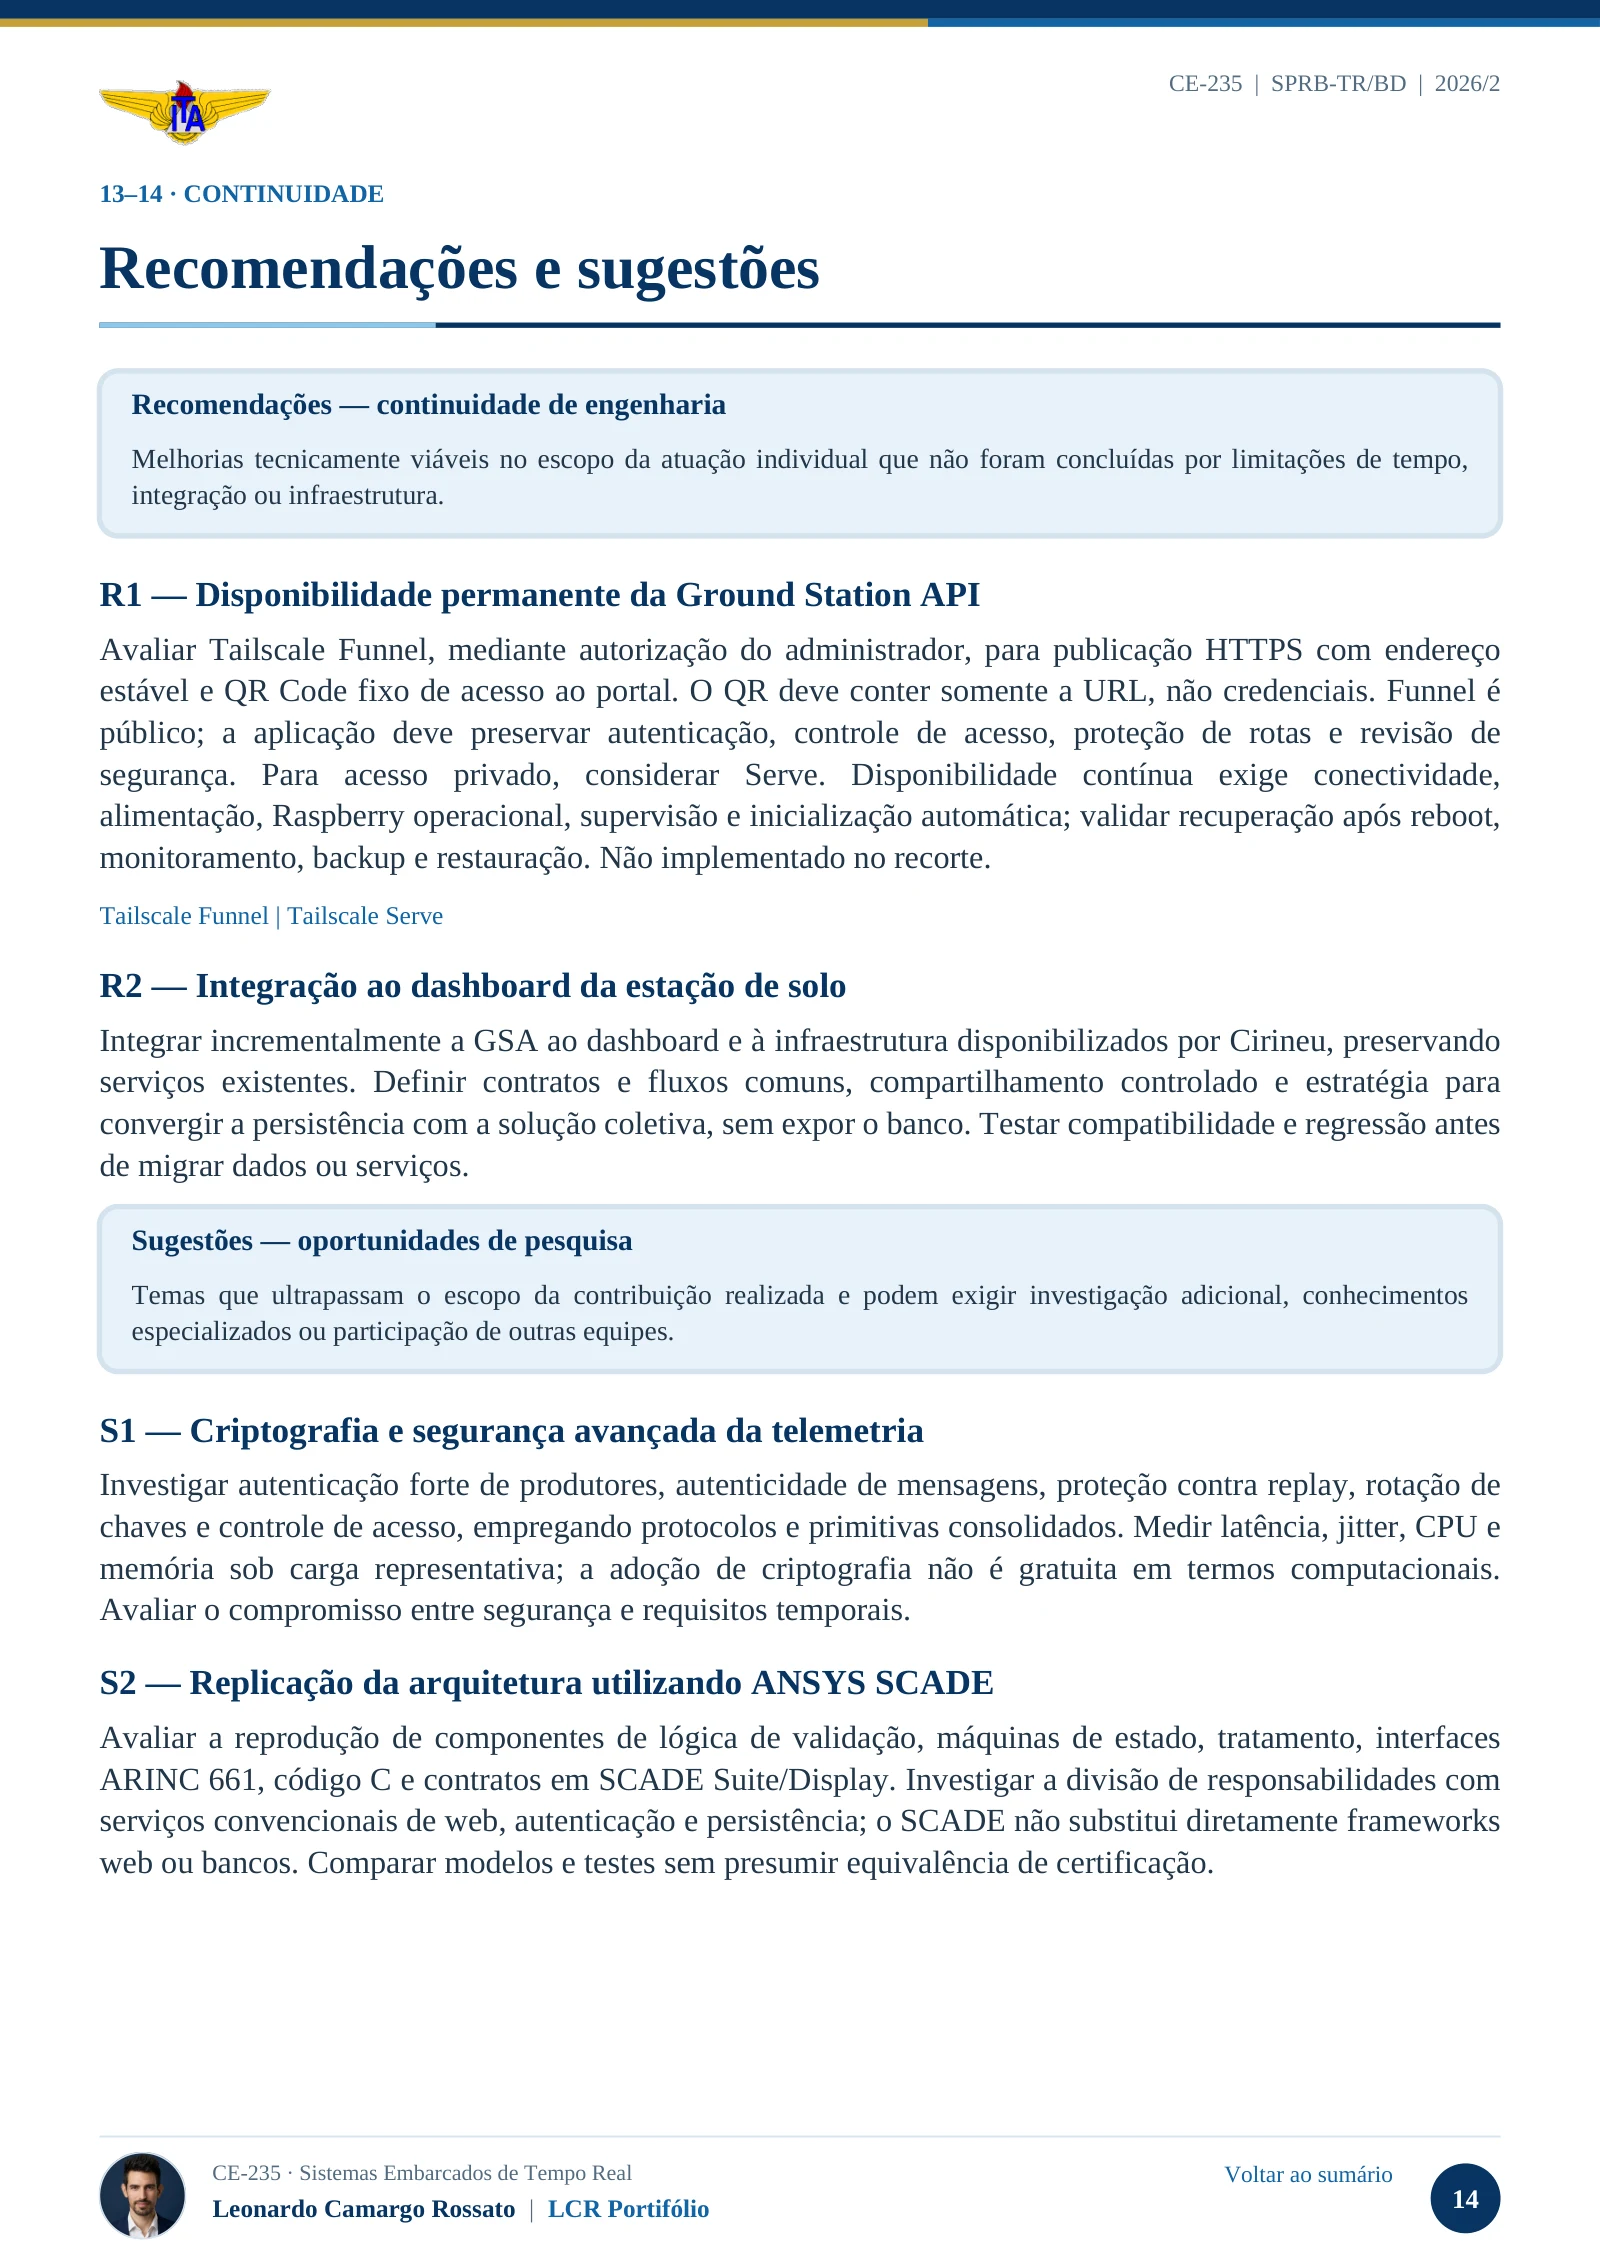 CE-235 | SPRB-TR/BD | 2026/2
ITA
13–14 · CONTINUIDADE
Recomendações e sugestões
Recomendações — continuidade de engenharia
Melhorias tecnicamente viáveis no escopo da atuação individual que não foram concluídas por limitações de tempo,
integração ou infraestrutura.
R1 — Disponibilidade permanente da Ground Station API
Avaliar Tailscale Funnel, mediante autorização do administrador, para publicação HTTPS com endereço
estável e QR Code fixo de acesso ao portal. O QR deve conter somente a URL, não credenciais. Funnel é
público; a aplicação deve preservar autenticação, controle de acesso, proteção de rotas e revisão de
segurança. Para acesso privado, considerar Serve. Disponibilidade contínua exige conectividade,
alimentação, Raspberry operacional, supervisão e inicialização automática; validar recuperação após reboot,
monitoramento, backup e restauração. Não implementado no recorte.
Tailscale Funnel | Tailscale Serve
R2 — Integração ao dashboard da estação de solo
Integrar incrementalmente a GSA ao dashboard e à infraestrutura disponibilizados por Cirineu, preservando
serviços existentes. Definir contratos e fluxos comuns, compartilhamento controlado e estratégia para
convergir a persistência com a solução coletiva, sem expor o banco. Testar compatibilidade e regressão antes
de migrar dados ou serviços.
Sugestões — oportunidades de pesquisa
Temas que ultrapassam o escopo da contribuição realizada e podem exigir investigação adicional, conhecimentos
especializados ou participação de outras equipes.
S1 — Criptografia e segurança avançada da telemetria
Investigar autenticação forte de produtores, autenticidade de mensagens, proteção contra replay, rotação de
chaves e controle de acesso, empregando protocolos e primitivas consolidados. Medir latência, jitter, CPU e
memória sob carga representativa; a adoção de criptografia não é gratuita em termos computacionais.
Avaliar o compromisso entre segurança e requisitos temporais.
S2 — Replicação da arquitetura utilizando ANSYS SCADE
Avaliar a reprodução de componentes de lógica de validação, máquinas de estado, tratamento, interfaces
ARINC 661, código C e contratos em SCADE Suite/Display. Investigar a divisão de responsabilidades com
serviços convencionais de web, autenticação e persistência; o SCADE não substitui diretamente frameworks
web ou bancos. Comparar modelos e testes sem presumir equivalência de certificação.
CE-235 · Sistemas Embarcados de Tempo Real
Leonardo Camargo Rossato | LCR Portifólio
Voltar ao sumário
14